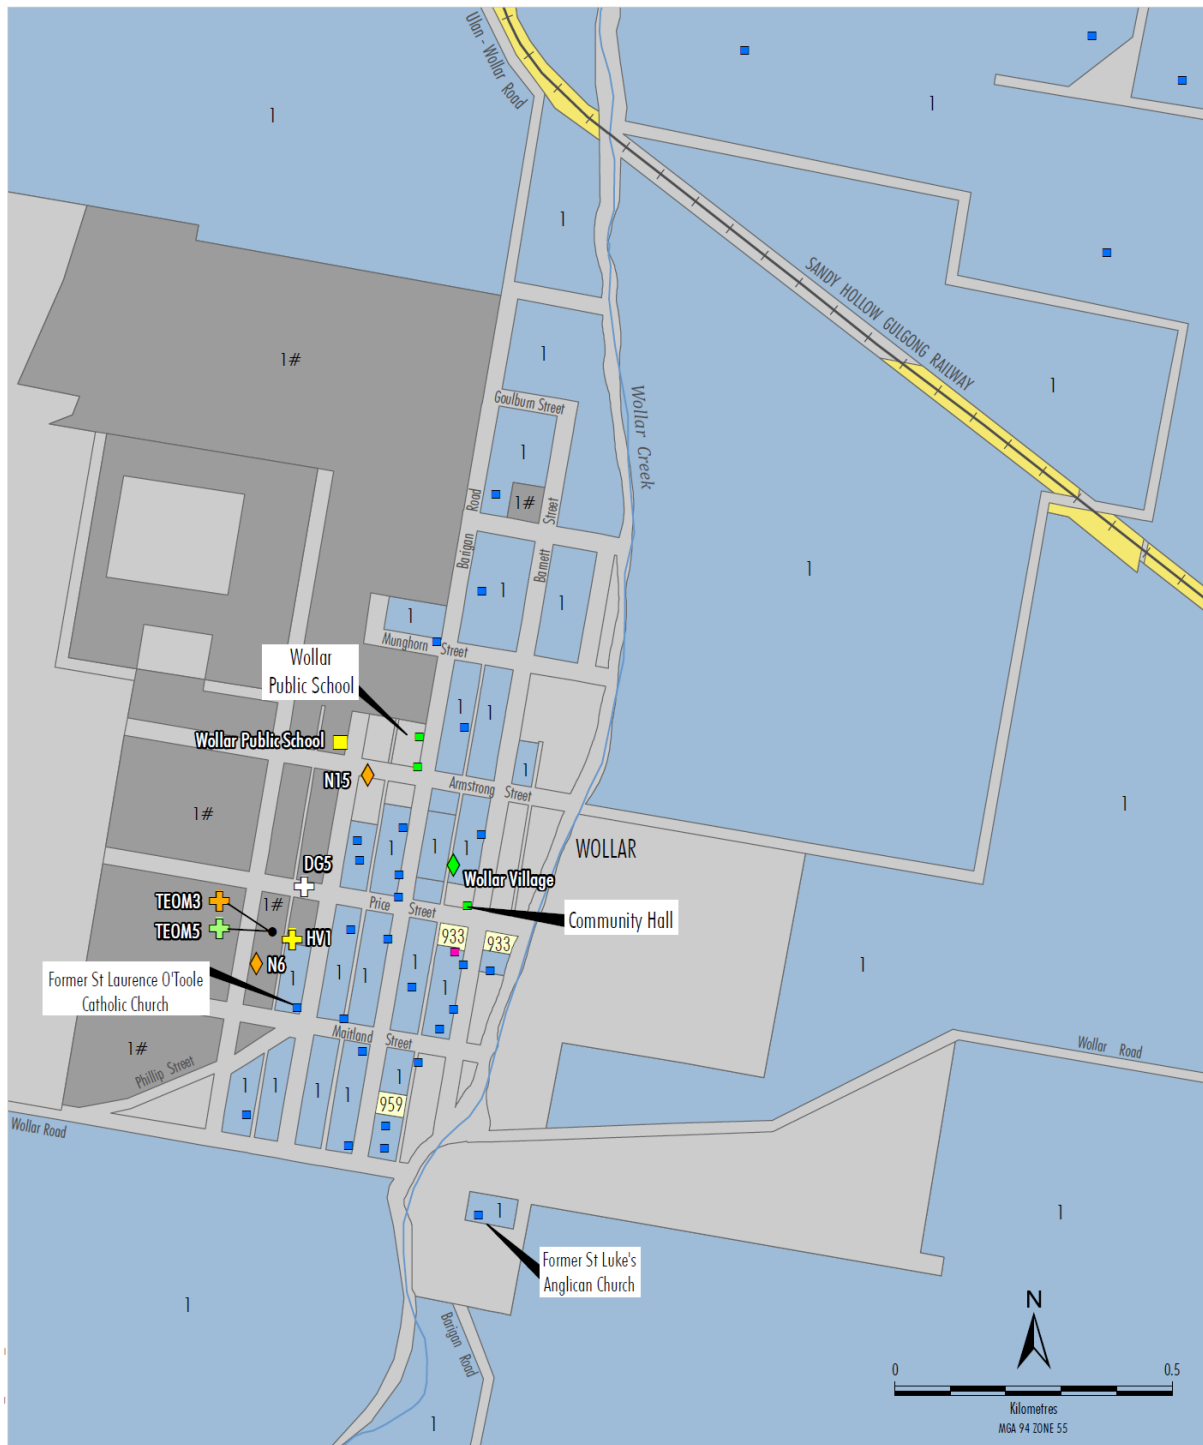 Ulan - Wollar Road
1
1
1
SANDY HOLLOW GULGONG RAILWAY
1#
1
1
Goulburn Street
Wollar Creek
1
1#
Barigan Road
Barnett Street
1
1
1
1
Munghorn Street
Wollar
Public School
1
1
Wollar Public School
N15
1
Armstrong Street
1
1#
1
1
1
WOLLAR
DG5
Wollar Village
TEOM3
1#
Price Street
Community Hall
TEOM5
HV1
933
933
N6
1
Former St Laurence O'Toole
Catholic Church
1
1
1
1
1
1#
Maitland Street
Wollar Road
Phillip Street
1
1
1
1
1
959
Wollar Road
1
1
Former St Luke's
Anglican Church
1
Barigan Road
1
N
0
0.5
Kilometres
MGA 94 ZONE 55